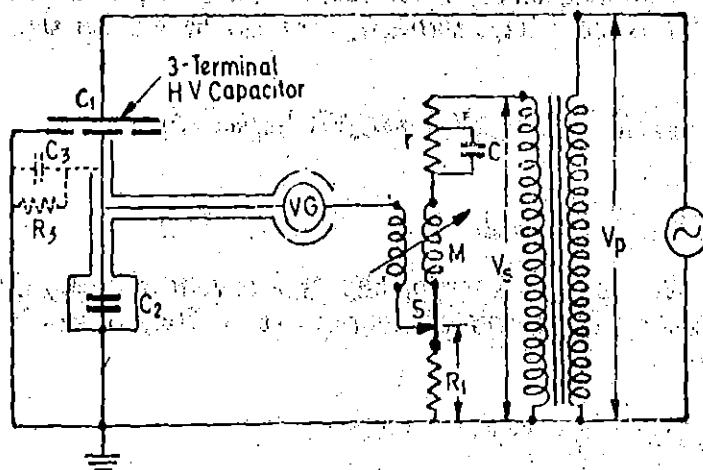 3-Terminal
H V Capacitor
C₁
C₃
R₃
C₂
VG
r
C
M
S
R₁
Vₛ
Vₚ